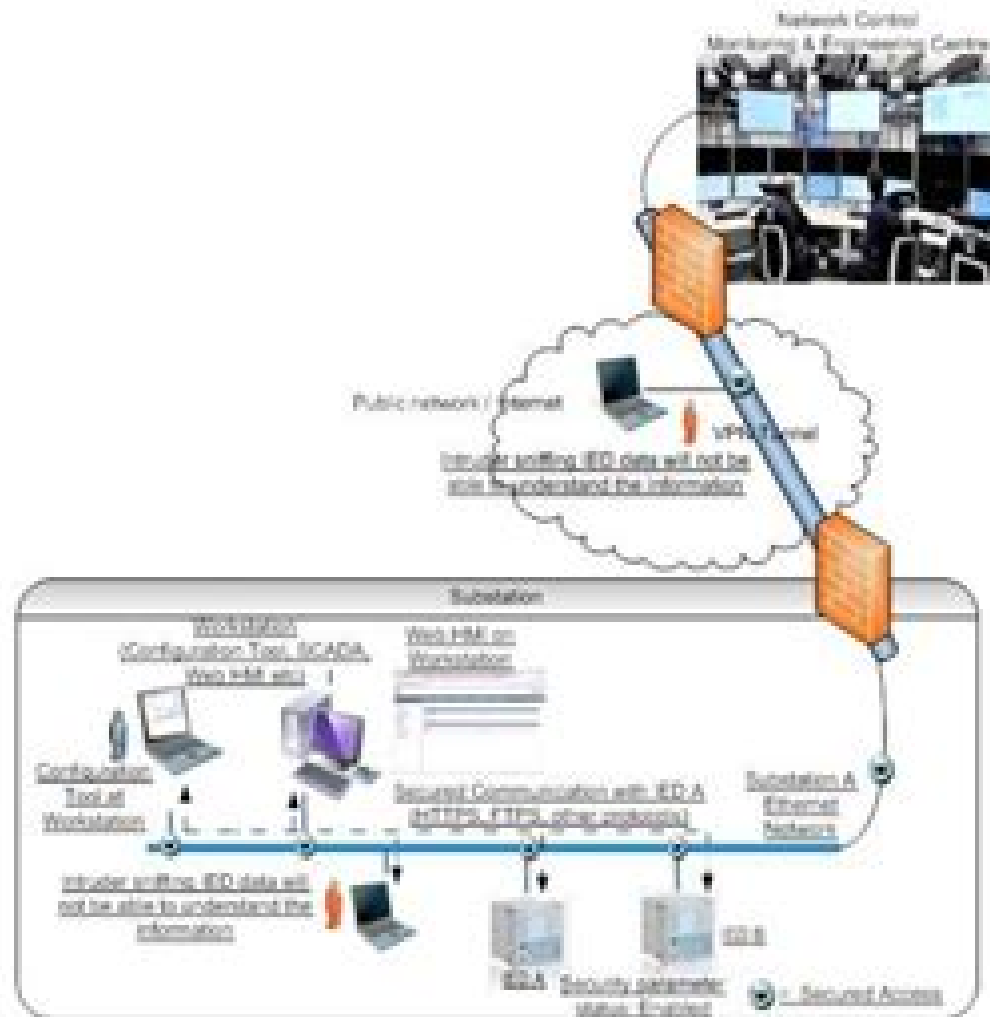 Network Control
Monitoring & Engineering Centre
Public network / Internet
VPN Tunnel
Intruder sniffing IED data will not be
able to understand the information
Substation
Workstation
(Configuration Tool, SCADA,
Web HMI etc)
Web HMI on
Workstation
Configuration
Tool at
Workstation
Secured Communication with IED A
(HTTPS, FTPS, other protocols)
Substation A
Ethernet
Network
Intruder sniffing, IED data will
not be able to understand the
information
IED A
IED B
Security parameter
status, Enabled
= Secured Access